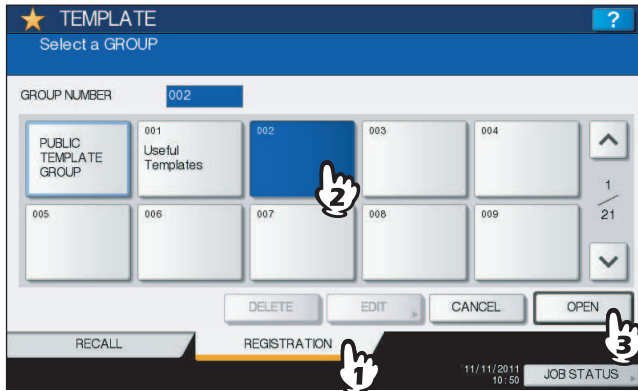 TEMPLATE
?
Select a GROUP
GROUP NUMBER 002
PUBLIC
TEMPLATE
GROUP
001
Useful
Templates
002
2
003
004
1
21
005
006
007
008
009
DELETE
EDIT
CANCEL
OPEN
3
RECALL
REGISTRATION
1
11/11/2011
10:50
JOB STATUS